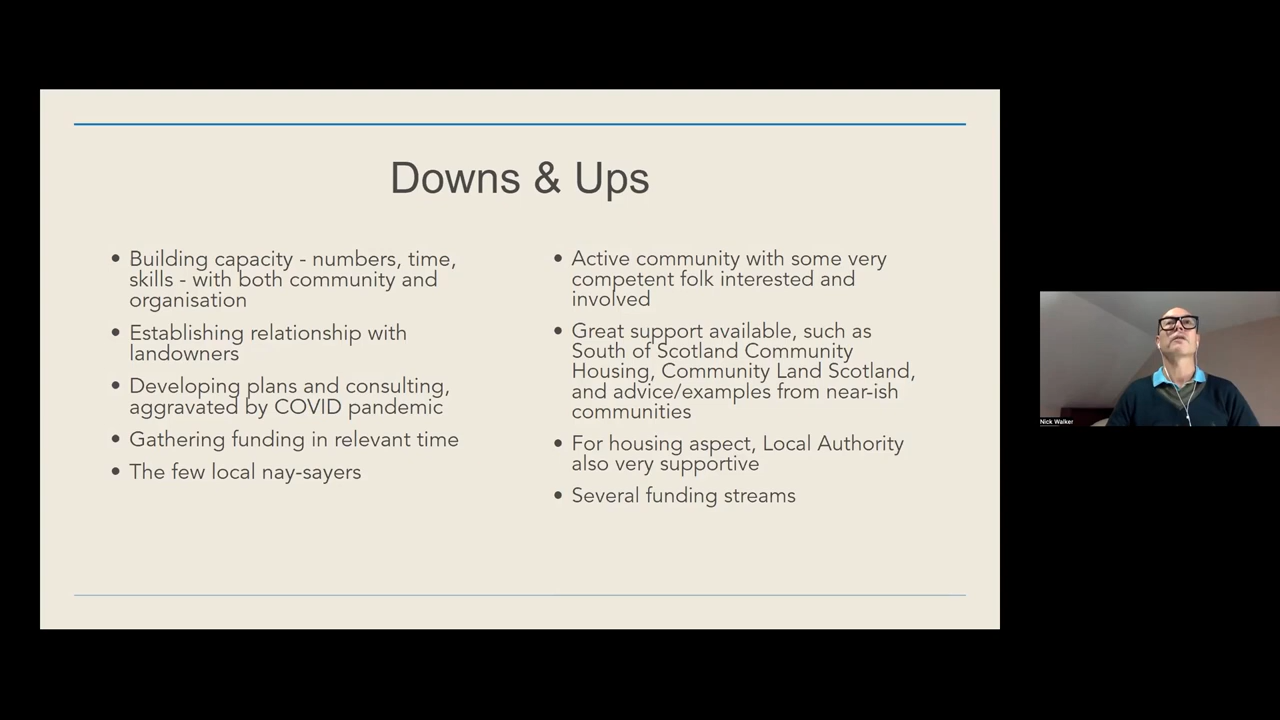 Downs & Ups
• Building capacity - numbers, time,
skills - with both community and
organisation
• Establishing relationship with
landowners
• Developing plans and consulting,
aggravated by COVID pandemic
• Gathering funding in relevant time
• The few local nay-sayers
• Active community with some very
competent folk interested and
involved
• Great support available, such as
South of Scotland Community
Housing, Community Land Scotland,
and advice/examples from near-ish
communities
• For housing aspect, Local Authority
also very supportive
• Several funding streams
Nick Walker